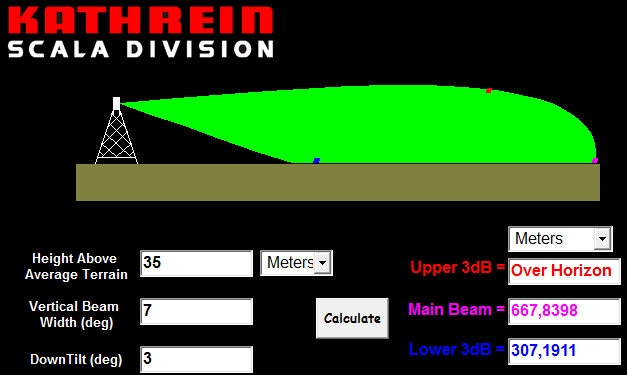 KATHREIN
SCALA DIVISION
Meters
Height Above
Average Terrain
35
Meters
Upper 3dB =
Over Horizon
Vertical Beam
Width (deg)
7
Calculate
Main Beam =
667,8398
DownTilt (deg)
3
Lower 3dB =
307,1911